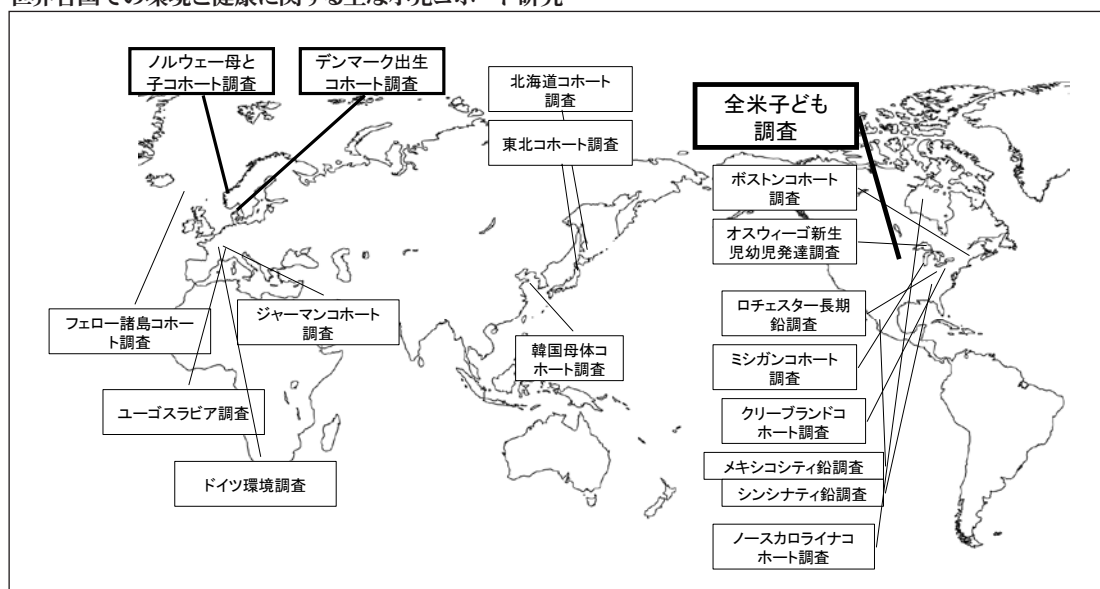 世界各国での環境と健康に関する主な小児コホート研究
ノルウェー母と
子コホート調査
デンマーク出生
コホート調査
北海道コホート
調査
東北コホート調査
全米子ども
調査
ボストンコホート
調査
オスウィーゴ新生
児幼児発達調査
ロチェスター長期
鉛調査
ミシガンコホート
調査
クリーブランドコ
ホート調査
メキシコシティ鉛調査
シンシナティ鉛調査
ノースカロライナコ
ホート調査
フェロー諸島コホー
ト調査
ジャーマンコホート
調査
韓国母体コ
ホート調査
ユーゴスラビア調査
ドイツ環境調査